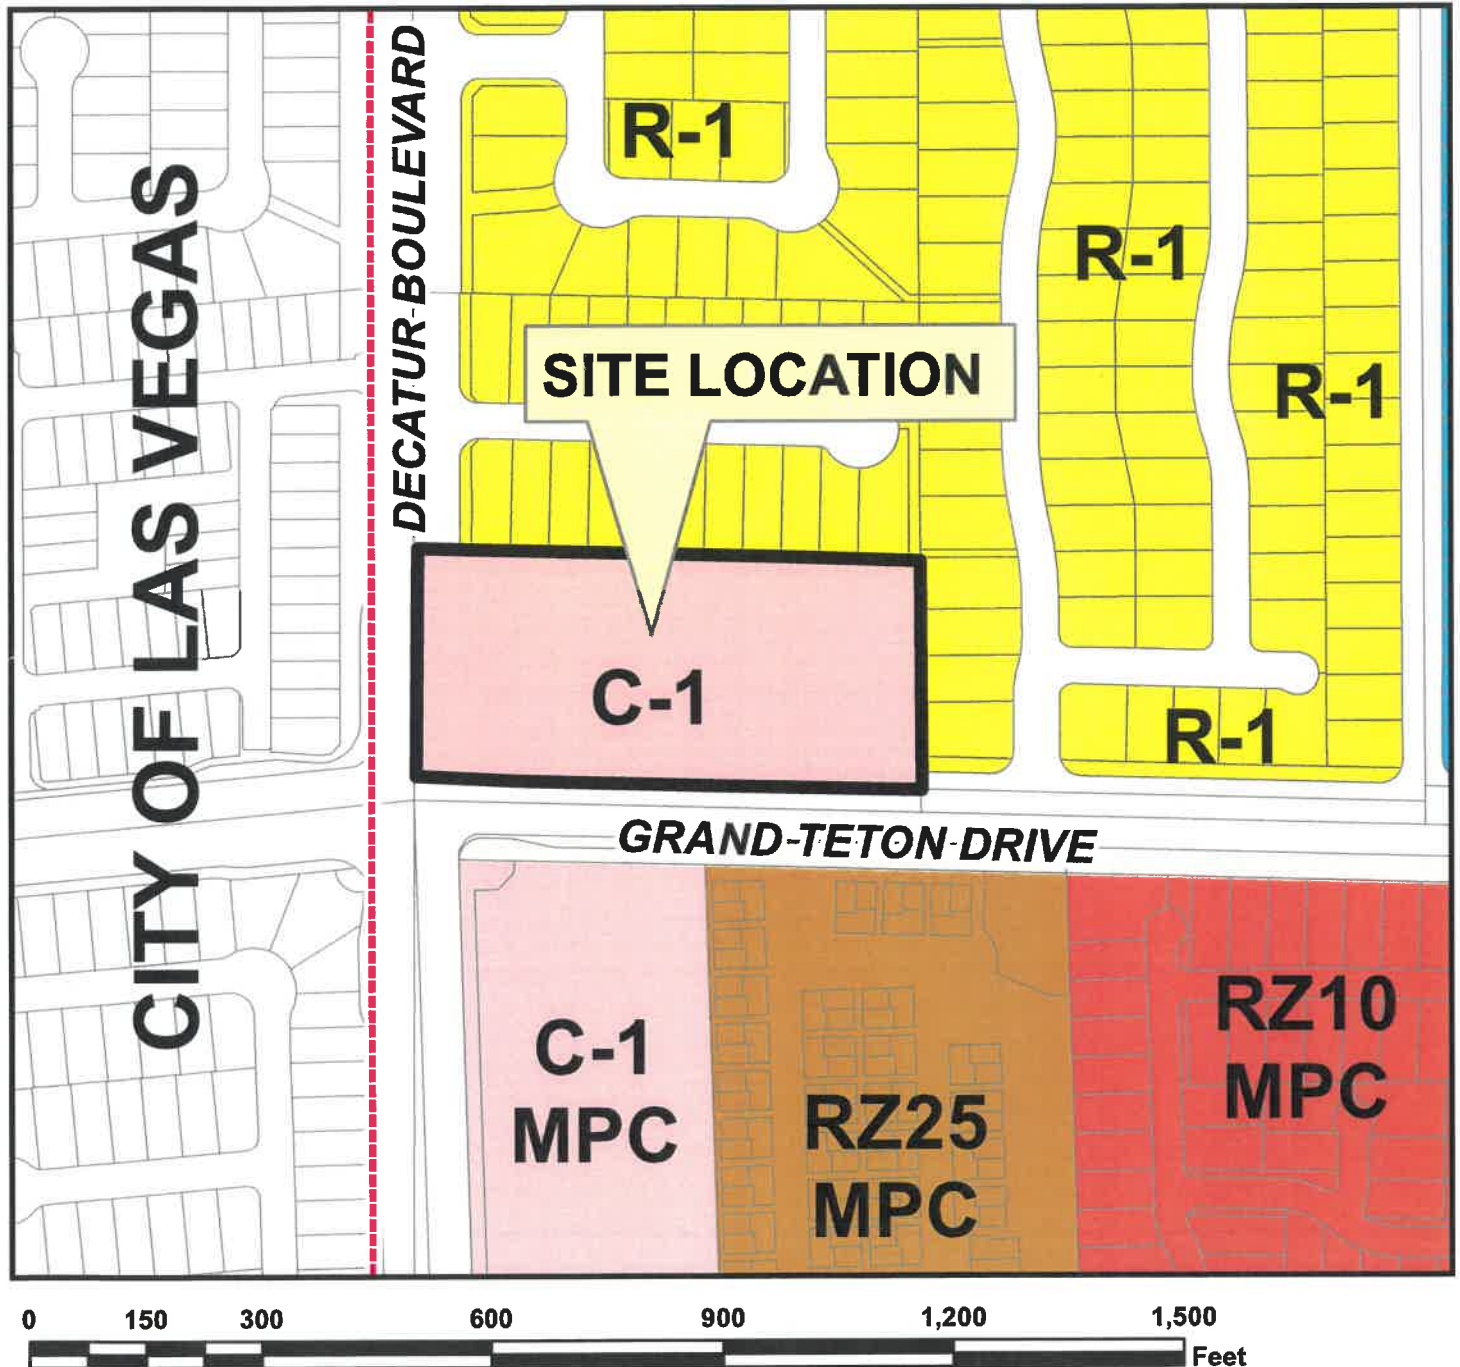 CITY OF LAS VEGAS
DECATUR-BOULEVARD
R-1
R-1
SITE LOCATION
R-1
C-1
R-1
GRAND-TETON-DRIVE
C-1
MPC
RZ25
MPC
RZ10
MPC
0 150 300 600 900 1,200 1,500
Feet